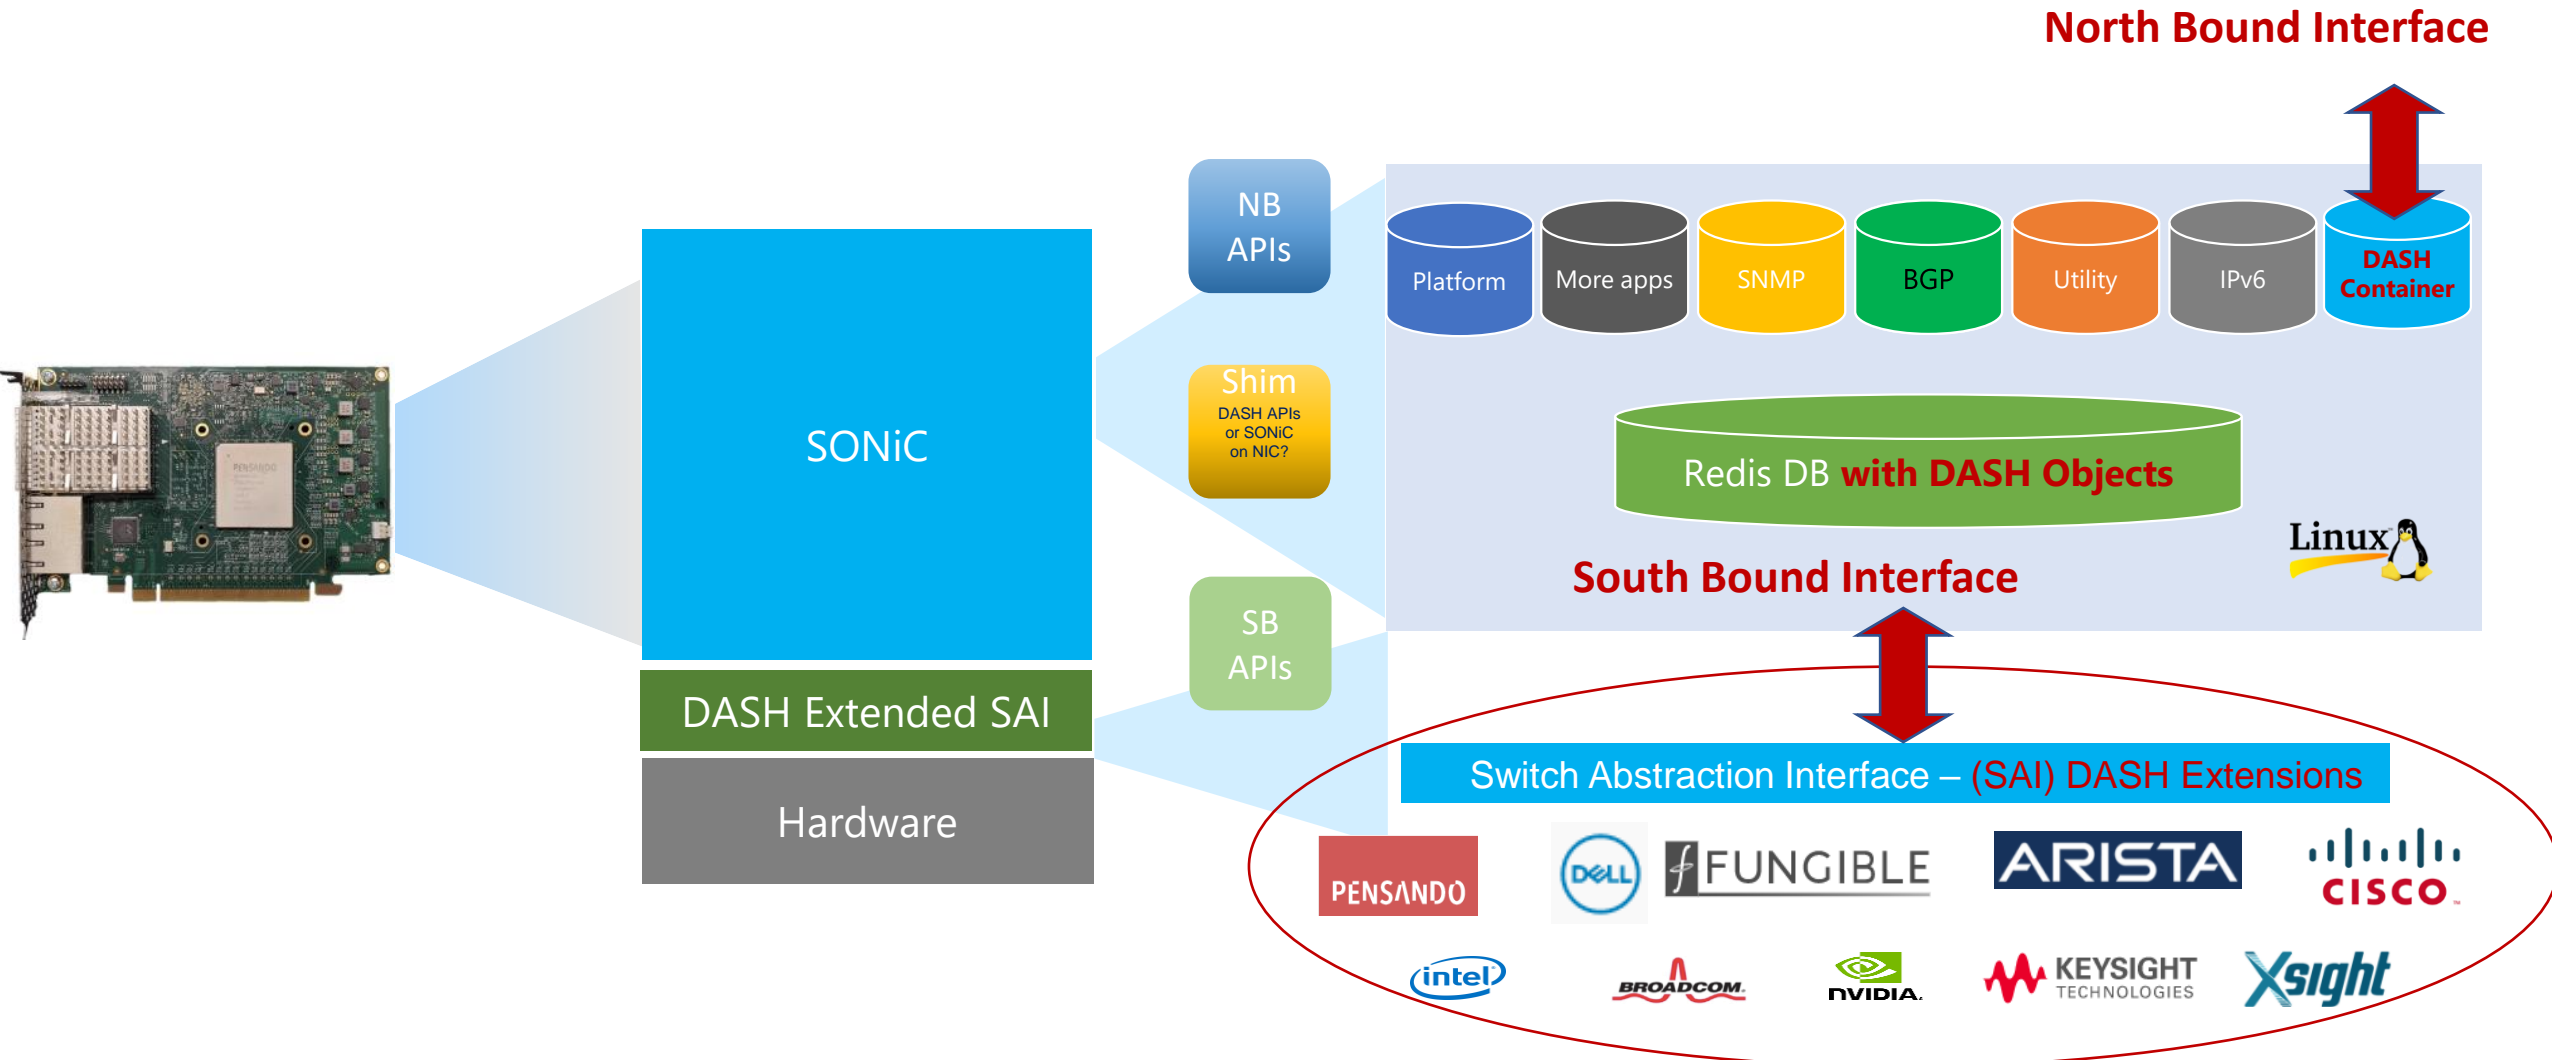 North Bound Interface
NB
APIs
Platform
More apps
SNMP
BGP
Utility
IPv6
DASH
Container
SONiC
Shim
DASH APIs
or SONiC
on NIC?
Redis DB with DASH Objects
PENSANDO
Linux
South Bound Interface
SB
APIs
DASH Extended SAI
Switch Abstraction Interface – (SAI) DASH Extensions
Hardware
PENSANDO
DELL
FUNGIBLE
ARISTA
CISCO
intel
BROADCOM
NVIDIA
KEYSIGHT
TECHNOLOGIES
Xsight